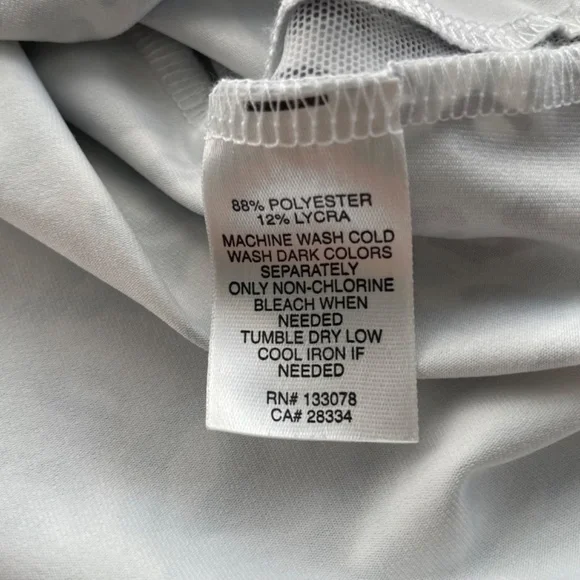 88% POLYESTER
12% LYCRA
MACHINE WASH COLD
WASH DARK COLORS
SEPARATELY
ONLY NON-CHLORINE
BLEACH WHEN
NEEDED
TUMBLE DRY LOW
COOL IRON IF
NEEDED
RN# 133078
CA# 28334